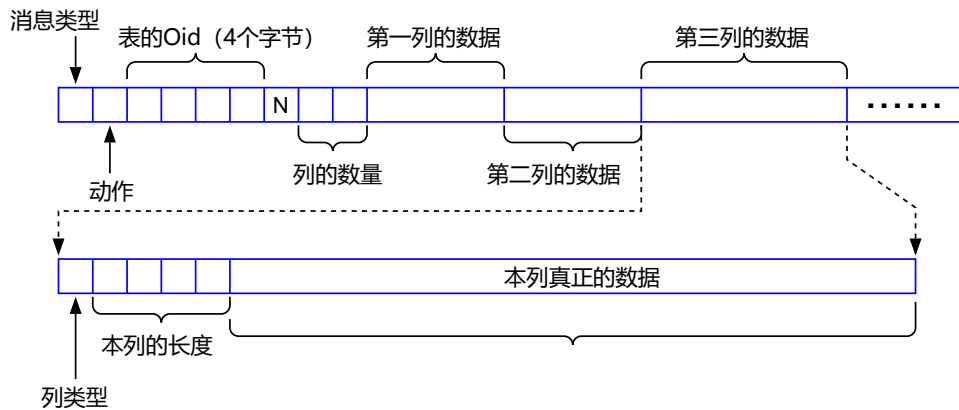 消息类型
表的Oid（4个字节）
第一列的数据
第三列的数据
N
······
列的数量
第二列的数据
动作
本列真正的数据
本列的长度
列类型